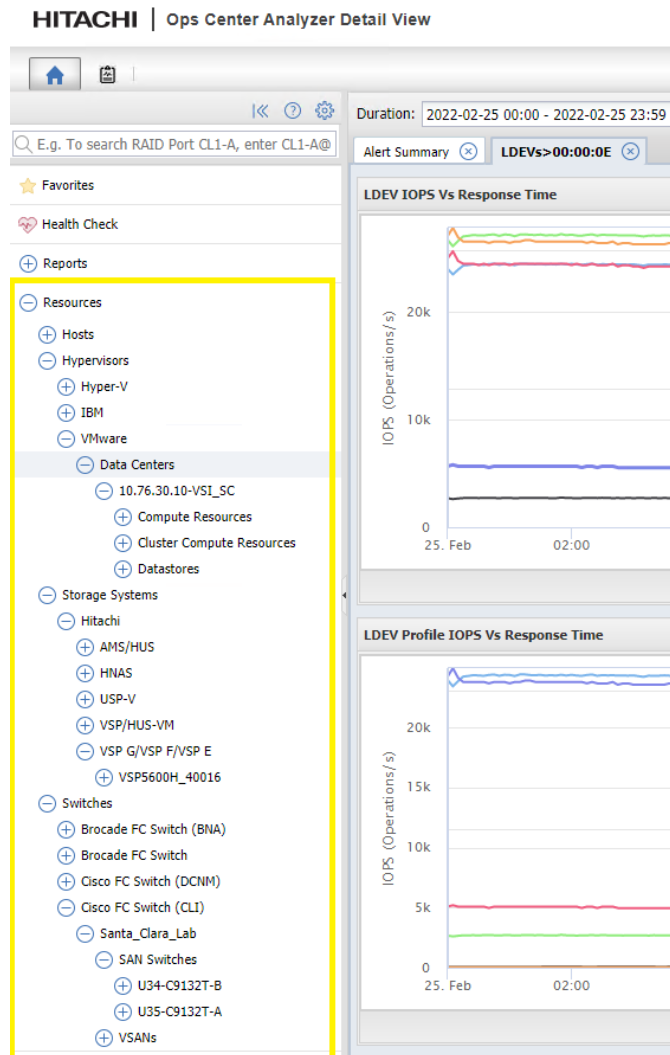 HITACHI | Ops Center Analyzer Detail View
Duration: 2022-02-25 00:00 - 2022-02-25 23:59
E.g. To search RAID Port CL1-A, enter CL1-A@
Favorites
Health Check
Reports
Resources
Hosts
Hypervisors
Hyper-V
IBM
VMware
Data Centers
10.76.30.10-VSI_SC
Compute Resources
Cluster Compute Resources
Datastores
Storage Systems
Hitachi
AMS/HUS
HNAS
USP-V
VSP/HUS-VM
VSP G/VSP F/VSP E
VSP5600H_40016
Switches
Brocade FC Switch (BNA)
Brocade FC Switch
Cisco FC Switch (DCNM)
Cisco FC Switch (CLI)
Santa_Clara_Lab
SAN Switches
U34-C9132T-B
U35-C9132T-A
VSANs
Alert Summary
LDEVs>00:00:0E
LDEV IOPS Vs Response Time
IOPS (Operations/s)
20k
10k
0
25. Feb 02:00
LDEV Profile IOPS Vs Response Time
IOPS (Operations/s)
20k
15k
10k
5k
0
25. Feb 02:00